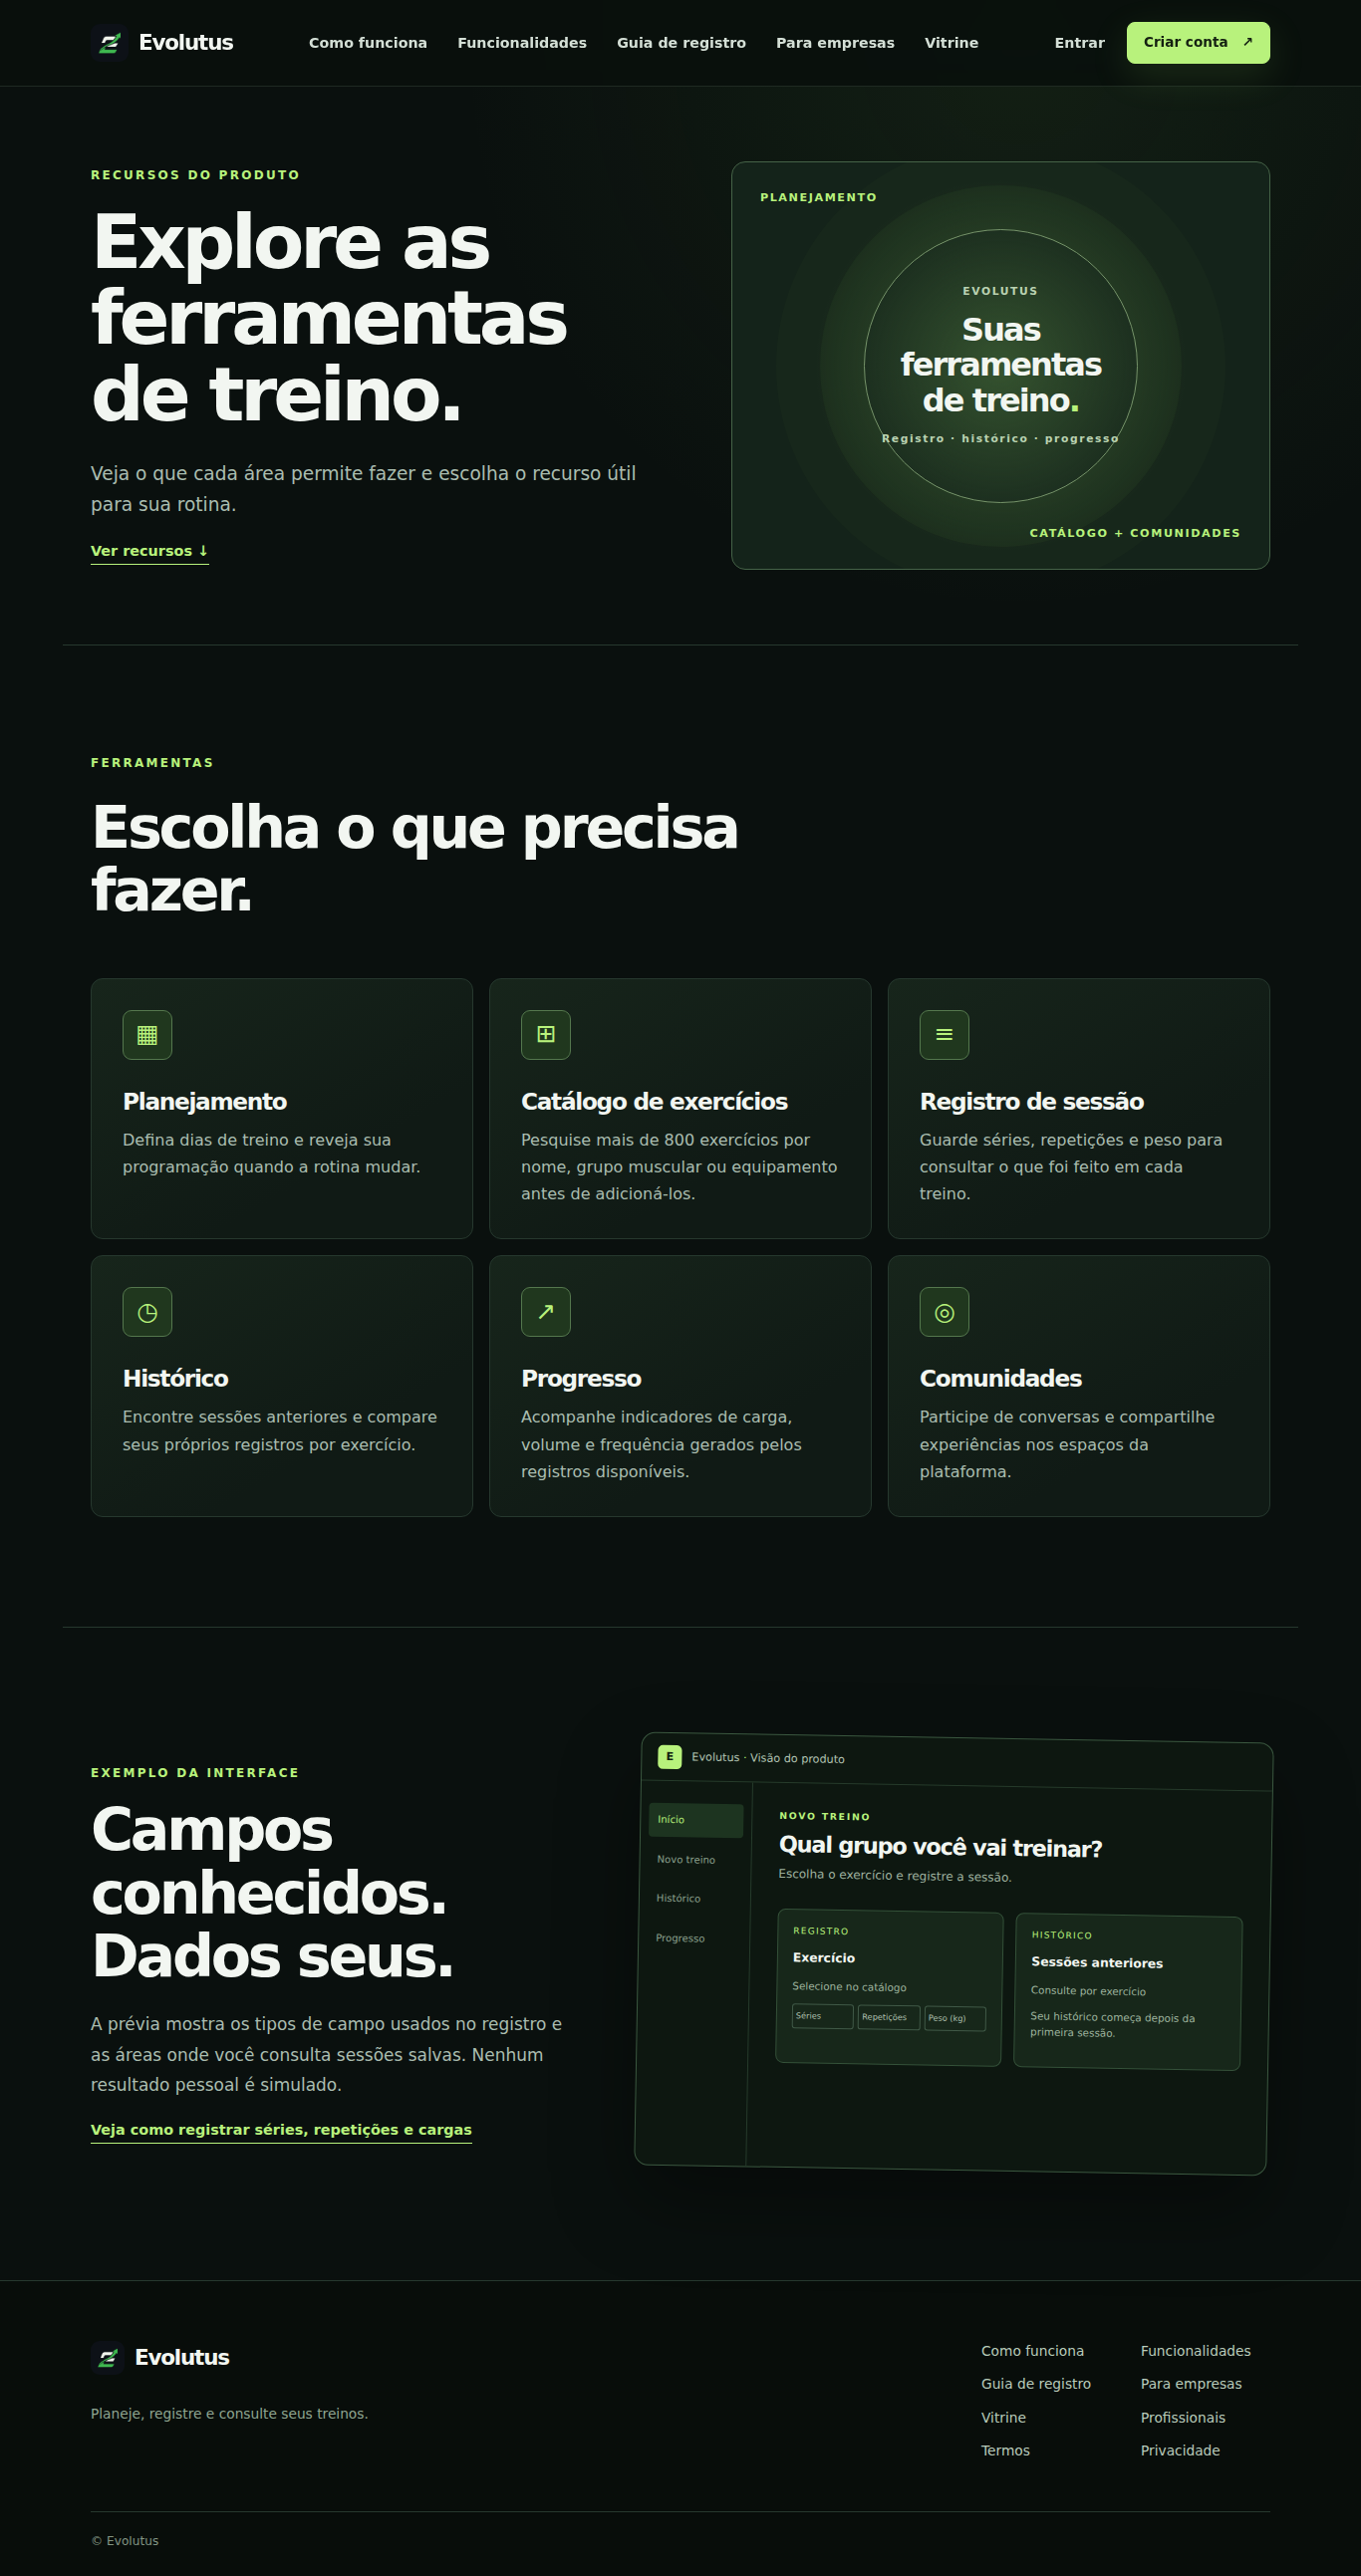 Evolutus
Como funciona
Funcionalidades
Guia de registro
Para empresas
Vitrine
Entrar
Criar conta ↗
RECURSOS DO PRODUTO
Explore as
ferramentas
de treino.
Veja o que cada área permite fazer e escolha o recurso útil
para sua rotina.
Ver recursos ↓
PLANEJAMENTO
EVOLUTUS
Suas
ferramentas
de treino.
Registro · histórico · progresso
CATÁLOGO + COMUNIDADES
FERRAMENTAS
Escolha o que precisa
fazer.
Planejamento
Defina dias de treino e reveja sua
programação quando a rotina mudar.
Catálogo de exercícios
Pesquise mais de 800 exercícios por
nome, grupo muscular ou equipamento
antes de adicioná-los.
Registro de sessão
Guarde séries, repetições e peso para
consultar o que foi feito em cada
treino.
Histórico
Encontre sessões anteriores e compare
seus próprios registros por exercício.
Progresso
Acompanhe indicadores de carga,
volume e frequência gerados pelos
registros disponíveis.
Comunidades
Participe de conversas e compartilhe
experiências nos espaços da
plataforma.
EXEMPLO DA INTERFACE
Campos
conhecidos.
Dados seus.
A prévia mostra os tipos de campo usados no registro e
as áreas onde você consulta sessões salvas. Nenhum
resultado pessoal é simulado.
Veja como registrar séries, repetições e cargas
E
Evolutus · Visão do produto
Início
Novo treino
Histórico
Progresso
NOVO TREINO
Qual grupo você vai treinar?
Escolha o exercício e registre a sessão.
REGISTRO
Exercício
Selecione no catálogo
Séries
Repetições
Peso (kg)
HISTÓRICO
Sessões anteriores
Consulte por exercício
Seu histórico começa depois da
primeira sessão.
Evolutus
Planeje, registre e consulte seus treinos.
Como funciona
Funcionalidades
Guia de registro
Para empresas
Vitrine
Profissionais
Termos
Privacidade
© Evolutus